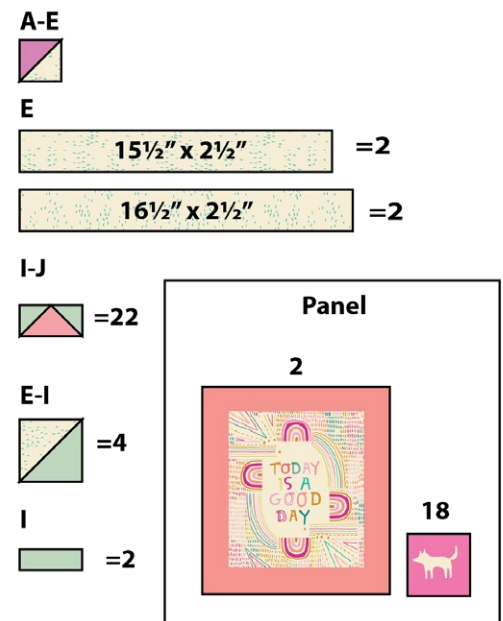 A-E
E
15½” x 2½” =2
16½” x 2½” =2
I-J
=22
E-I
=4
I
=2
Panel
2
TODAY
IS A
GOOD
DAY
18